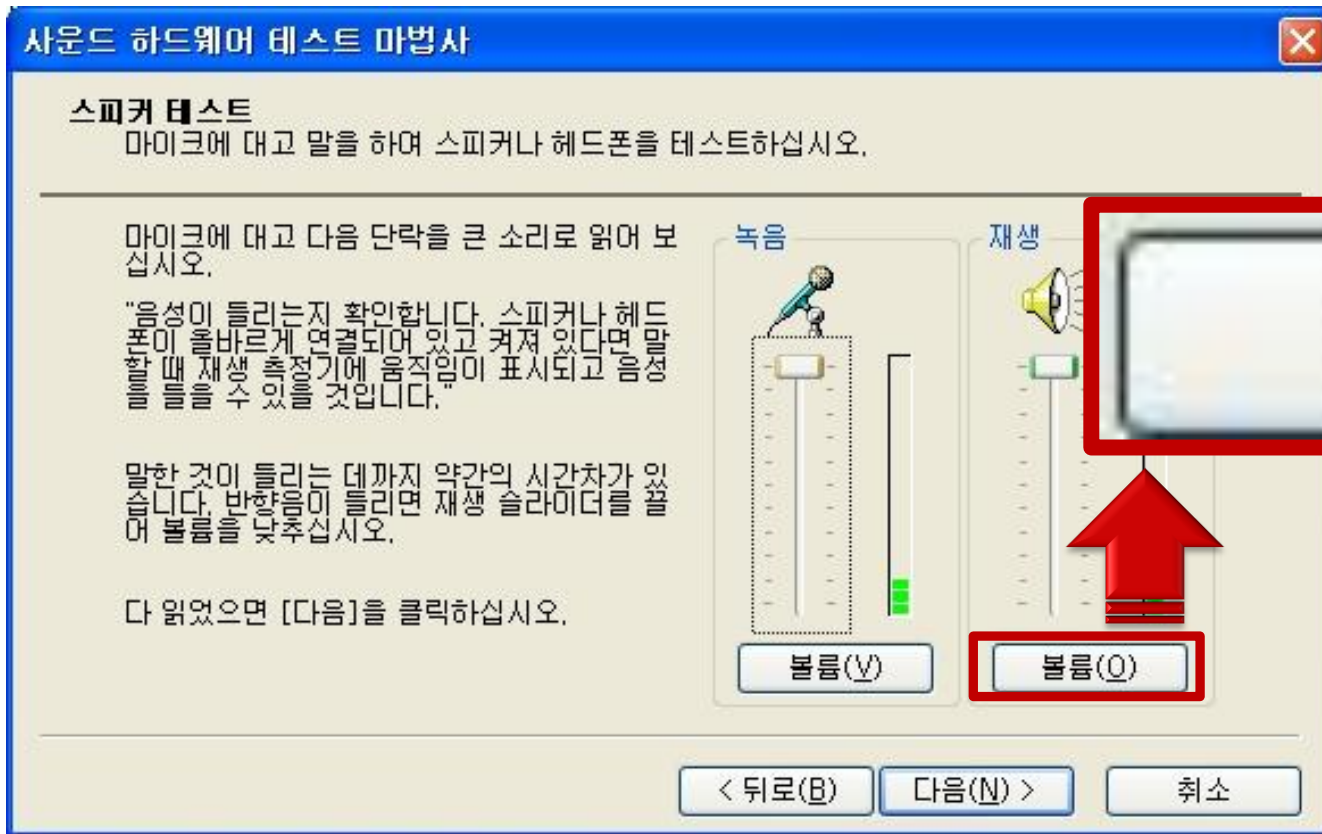 사운드 하드웨어 테스트 마법사
스피커 테스트
마이크에 대고 말을 하여 스피커나 헤드폰을 테스트하십시오.
마이크에 대고 다음 단락을 큰 소리로 읽어 보
십시오.
"음성이 들리는지 확인합니다. 스피커나 헤드
폰이 올바르게 연결되어 있고 켜져 있다면 말
할 때 재생 측정기에 움직임이 표시되고 음성
을 들을 수 있을 것입니다."
말한 것이 들리는 데까지 약간의 시간차가 있
습니다. 반향음이 들리면 재생 슬라이더를 끌
어 볼륨을 낮추십시오.
다 읽었으면 [다음]을 클릭하십시오.
녹음
재생
볼륨(V)
볼륨(O)
< 뒤로(B)
다음(N) >
취소